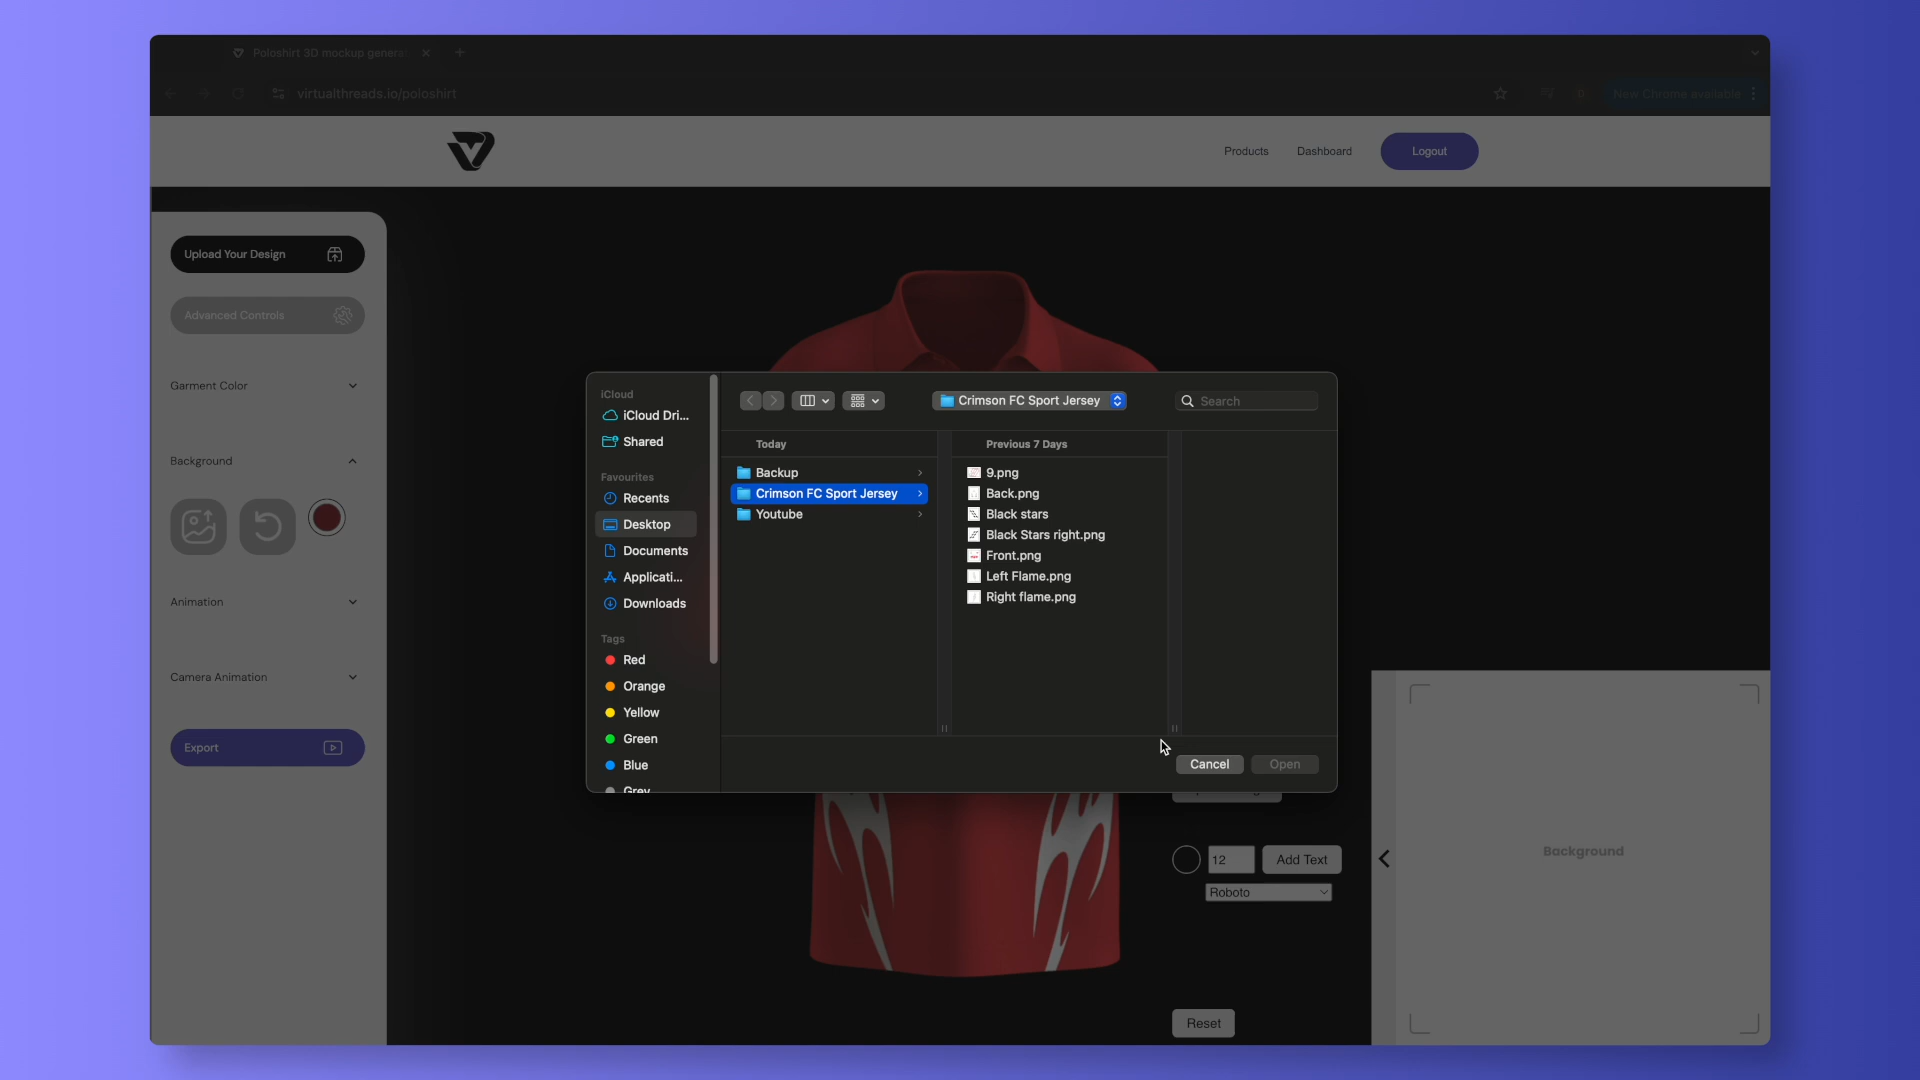 Poloshirt 3D mockup genera
virtualthreads.io/poloshirt
New Chrome available
Products
Dashboard
Logout
Upload Your Design
Advanced Controls
Garment Color
Background
Animation
Camera Animation
Export
iCloud
iCloud Dri...
Shared
Favourites
Recents
Desktop
Documents
Applicati...
Downloads
Tags
Red
Orange
Yellow
Green
Blue
Grey
Crimson FC Sport Jersey
Search
Today
Backup
Crimson FC Sport Jersey
Youtube
Previous 7 Days
9.png
Back.png
Black stars
Black Stars right.png
Front.png
Left Flame.png
Right flame.png
Cancel
Open
12
Add Text
Roboto
Reset
Background